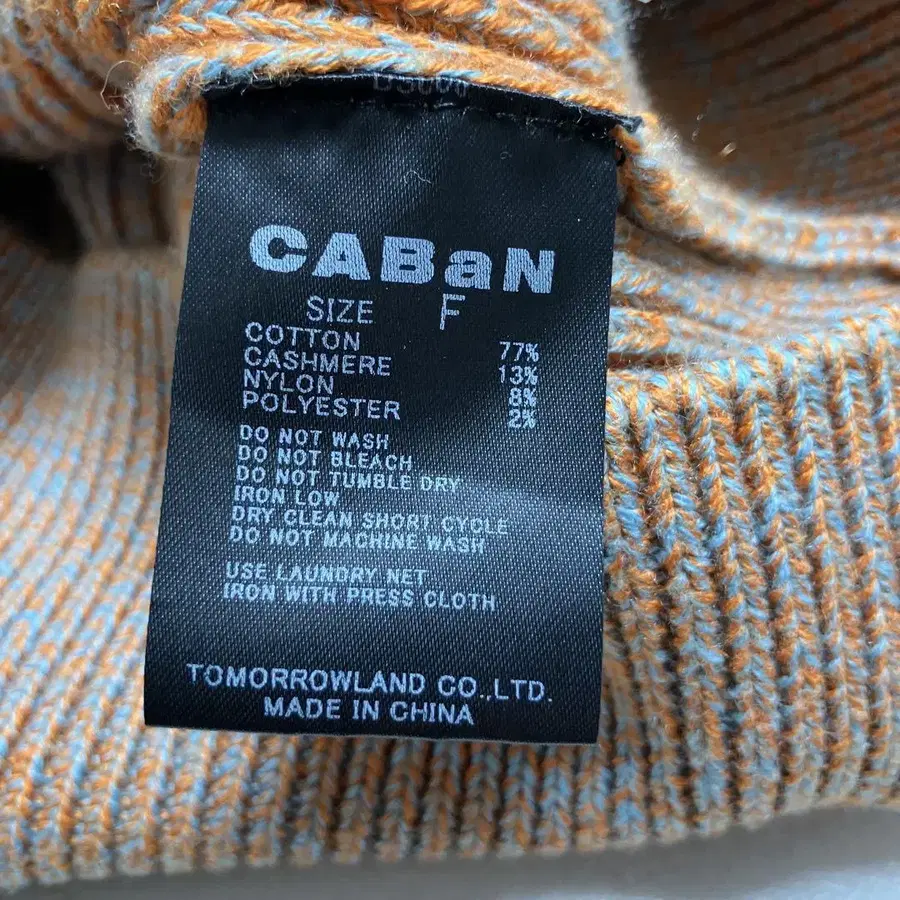 CABaN
SIZE F
COTTON 77%
CASHMERE 13%
NYLON 8%
POLYESTER 2%
DO NOT WASH
DO NOT BLEACH
DO NOT TUMBLE DRY
IRON LOW
DRY CLEAN SHORT CYCLE
DO NOT MACHINE WASH
USE LAUNDRY NET
IRON WITH PRESS CLOTH
TOMORROWLAND CO.,LTD.
MADE IN CHINA